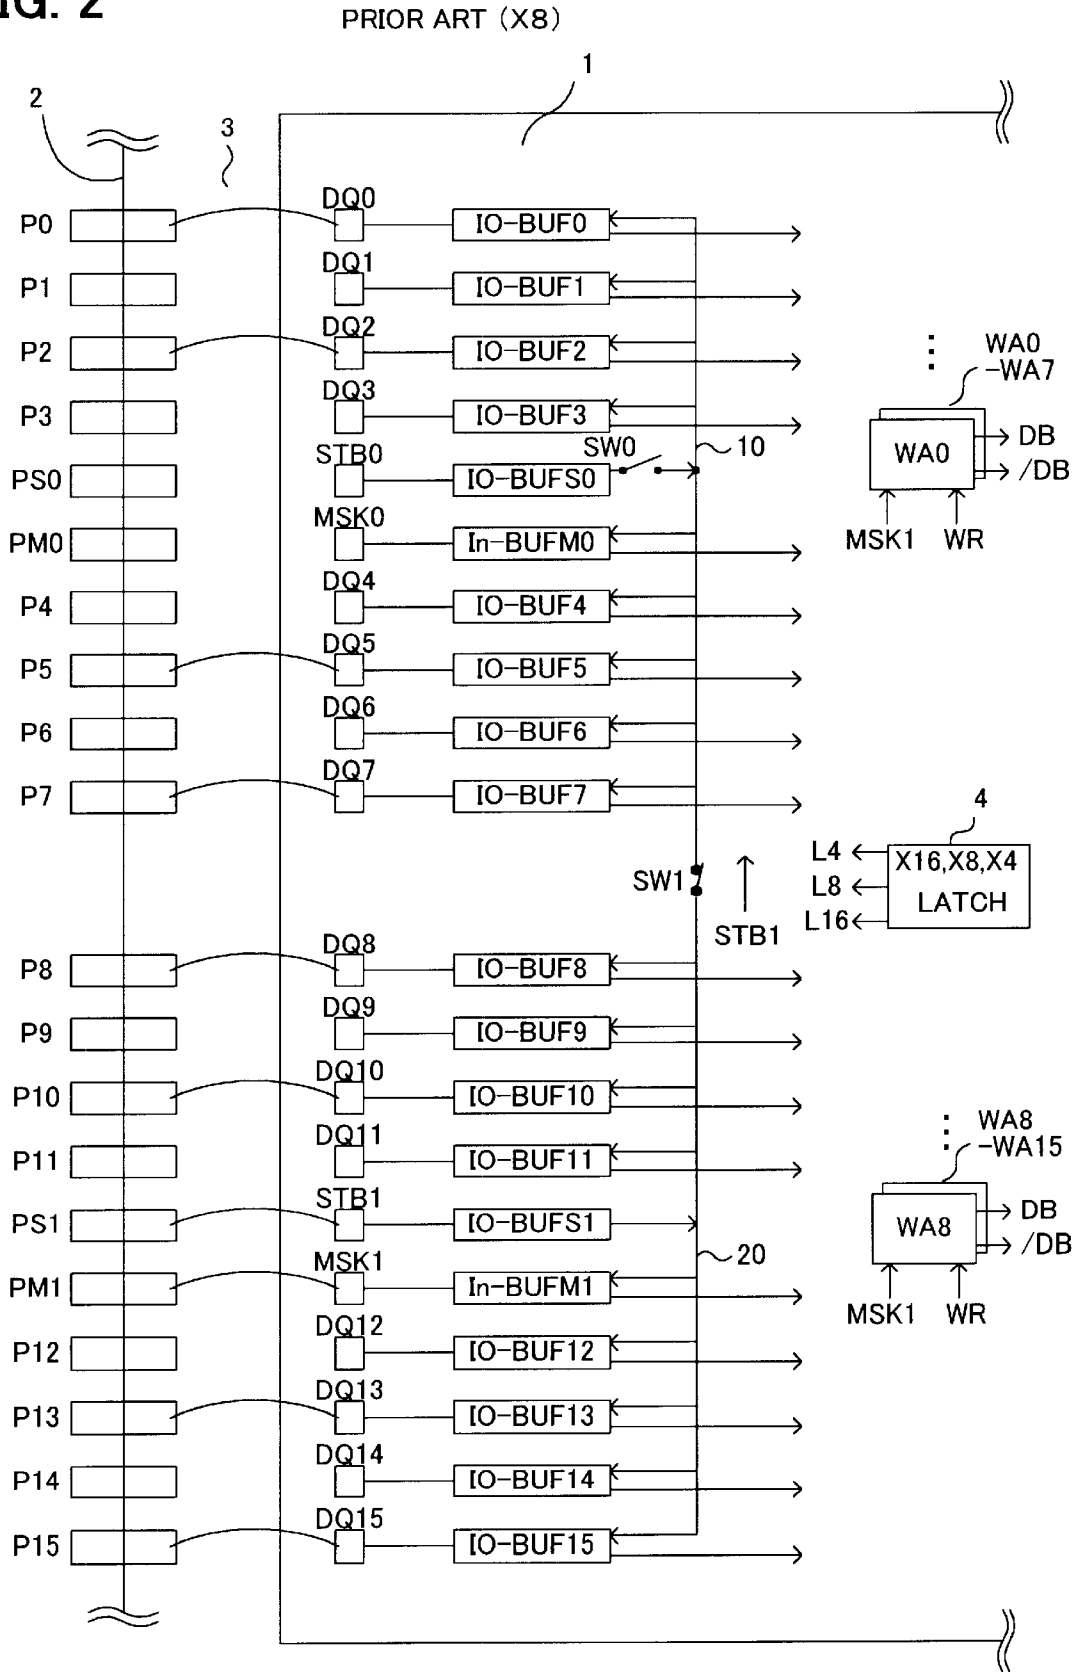 FIG. 2
PRIOR ART (X8)
1
2
3
P0 DQ0 IO-BUF0
P1 DQ1 IO-BUF1
P2 DQ2 IO-BUF2
WA0
-WA7
P3 DQ3 IO-BUF3
SW0 10
WA0 DB
/DB
PS0 STB0 IO-BUFS0
PM0 MSK0 In-BUFM0
MSK1 WR
P4 DQ4 IO-BUF4
P5 DQ5 IO-BUF5
P6 DQ6 IO-BUF6
P7 DQ7 IO-BUF7
4
SW1
STB1
L4
L8
L16
X16,X8,X4
LATCH
P8 DQ8 IO-BUF8
P9 DQ9 IO-BUF9
P10 DQ10 IO-BUF10
P11 DQ11 IO-BUF11
WA8
-WA15
PS1 STB1 IO-BUFS1
20
WA8 DB
/DB
PM1 MSK1 In-BUFM1
MSK1 WR
P12 DQ12 IO-BUF12
P13 DQ13 IO-BUF13
P14 DQ14 IO-BUF14
P15 DQ15 IO-BUF15